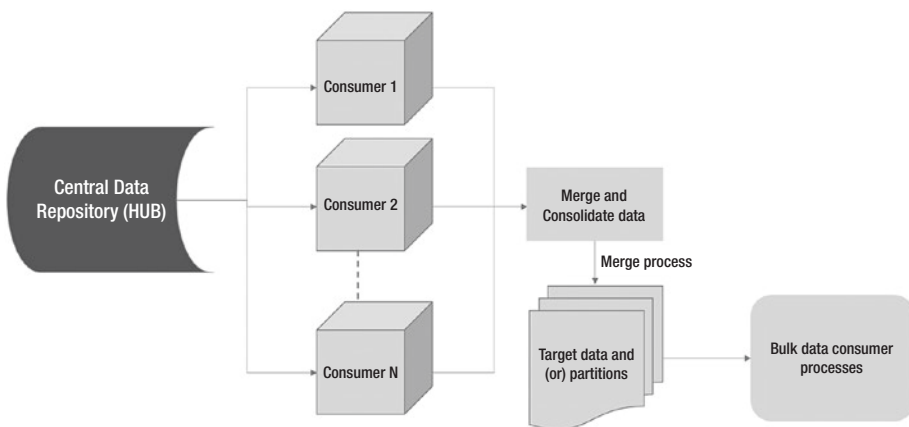 Consumer 1
Central Data
Repository (HUB)
Consumer 2
Merge and
Consolidate data
Merge process
Consumer N
Target data and
(or) partitions
Bulk data consumer
processes